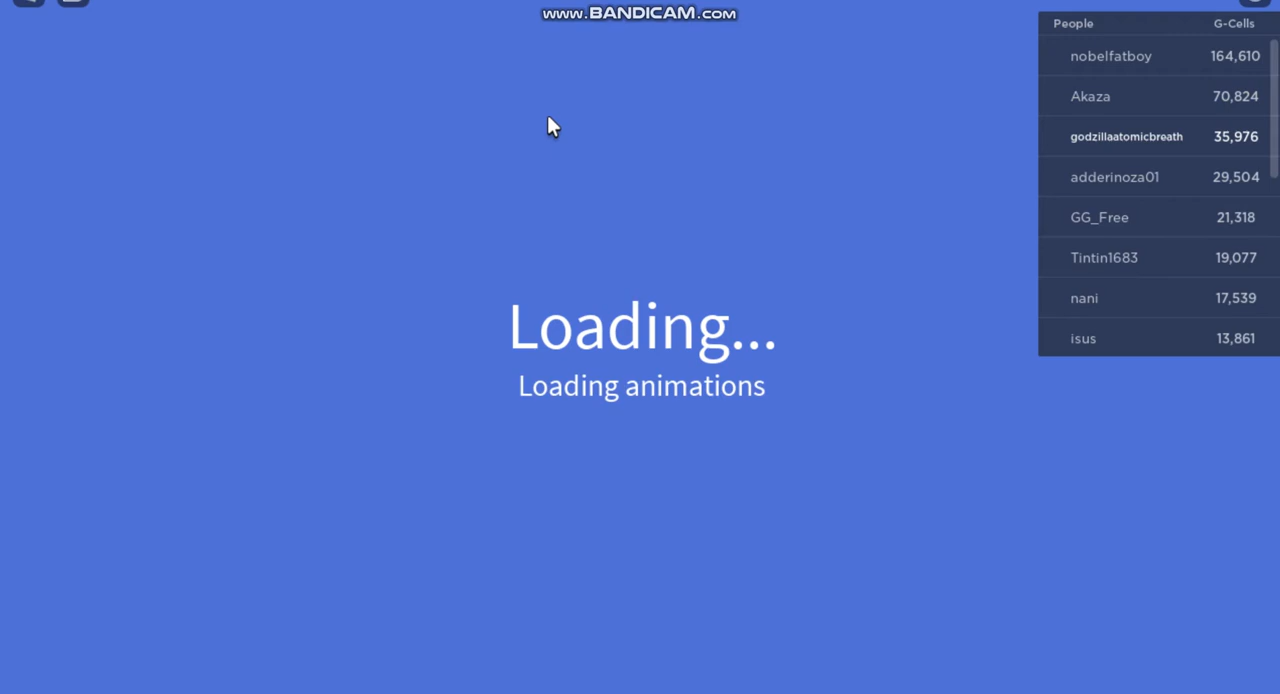 www.BANDICAM.com
People G-Cells
nobelfatboy 164,610
Akaza 70,824
godzillaatomicbreath 35,976
adderinoza01 29,504
GG_Free 21,318
Tintin1683 19,077
nani 17,539
isus 13,861
Loading...
Loading animations